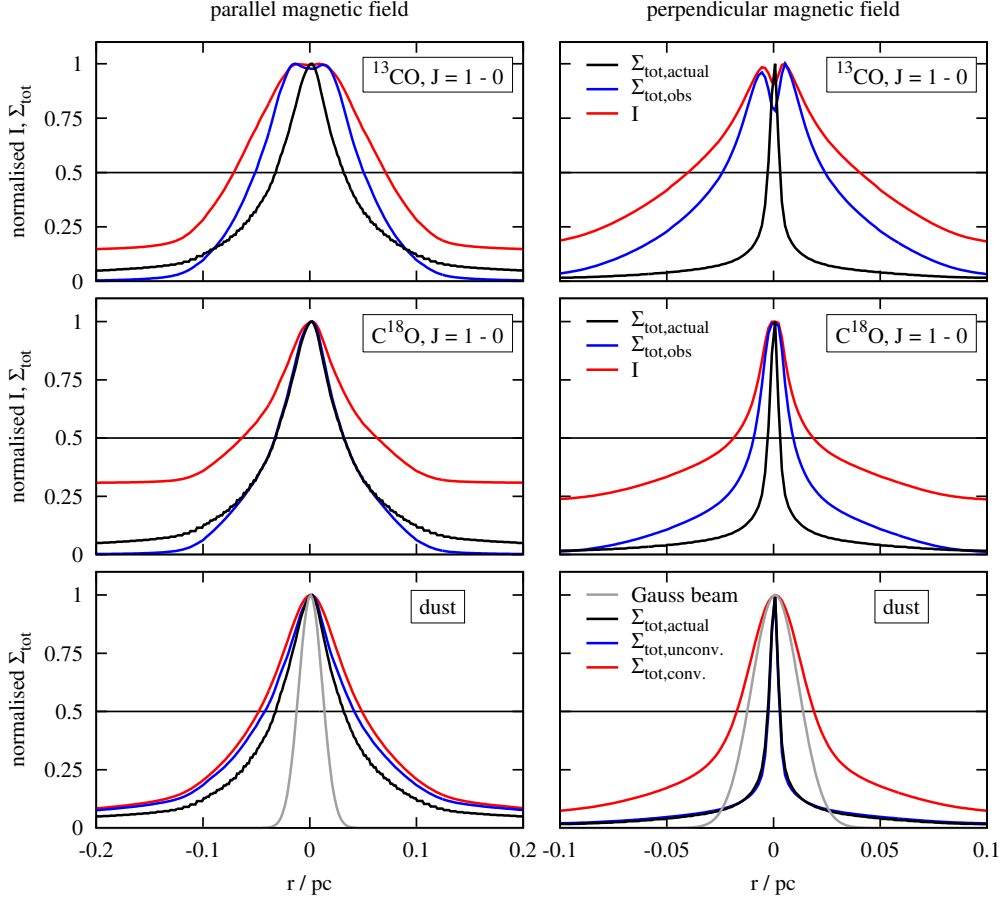 parallel magnetic field
perpendicular magnetic field
normalised I, Σtot
1
0.75
0.5
0.25
0
¹³CO, J = 1 - 0
Σtot,actual
Σtot,obs
I
¹³CO, J = 1 - 0
normalised I, Σtot
1
0.75
0.5
0.25
0
C¹⁸O, J = 1 - 0
Σtot,actual
Σtot,obs
I
C¹⁸O, J = 1 - 0
normalised Σtot
1
0.75
0.5
0.25
0
dust
Gauss beam
Σtot,actual
Σtot,unconv.
Σtot,conv.
dust
-0.2 -0.1 0 0.1 0.2
-0.1 -0.05 0 0.05 0.1
r / pc
r / pc